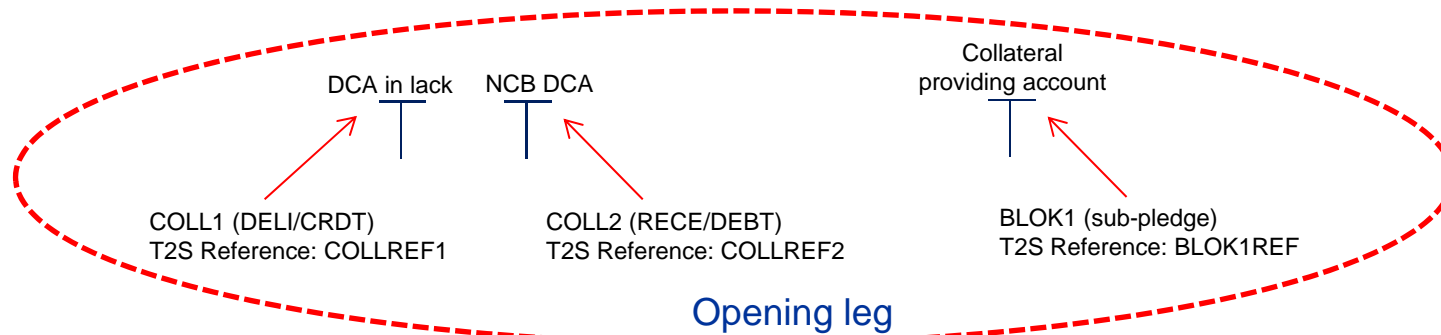 DCA in lack
NCB DCA
Collateral
providing account
COLL1 (DELI/CRDT)
T2S Reference: COLLREF1
COLL2 (RECE/DEBT)
T2S Reference: COLLREF2
BLOK1 (sub-pledge)
T2S Reference: BLOK1REF
Opening leg